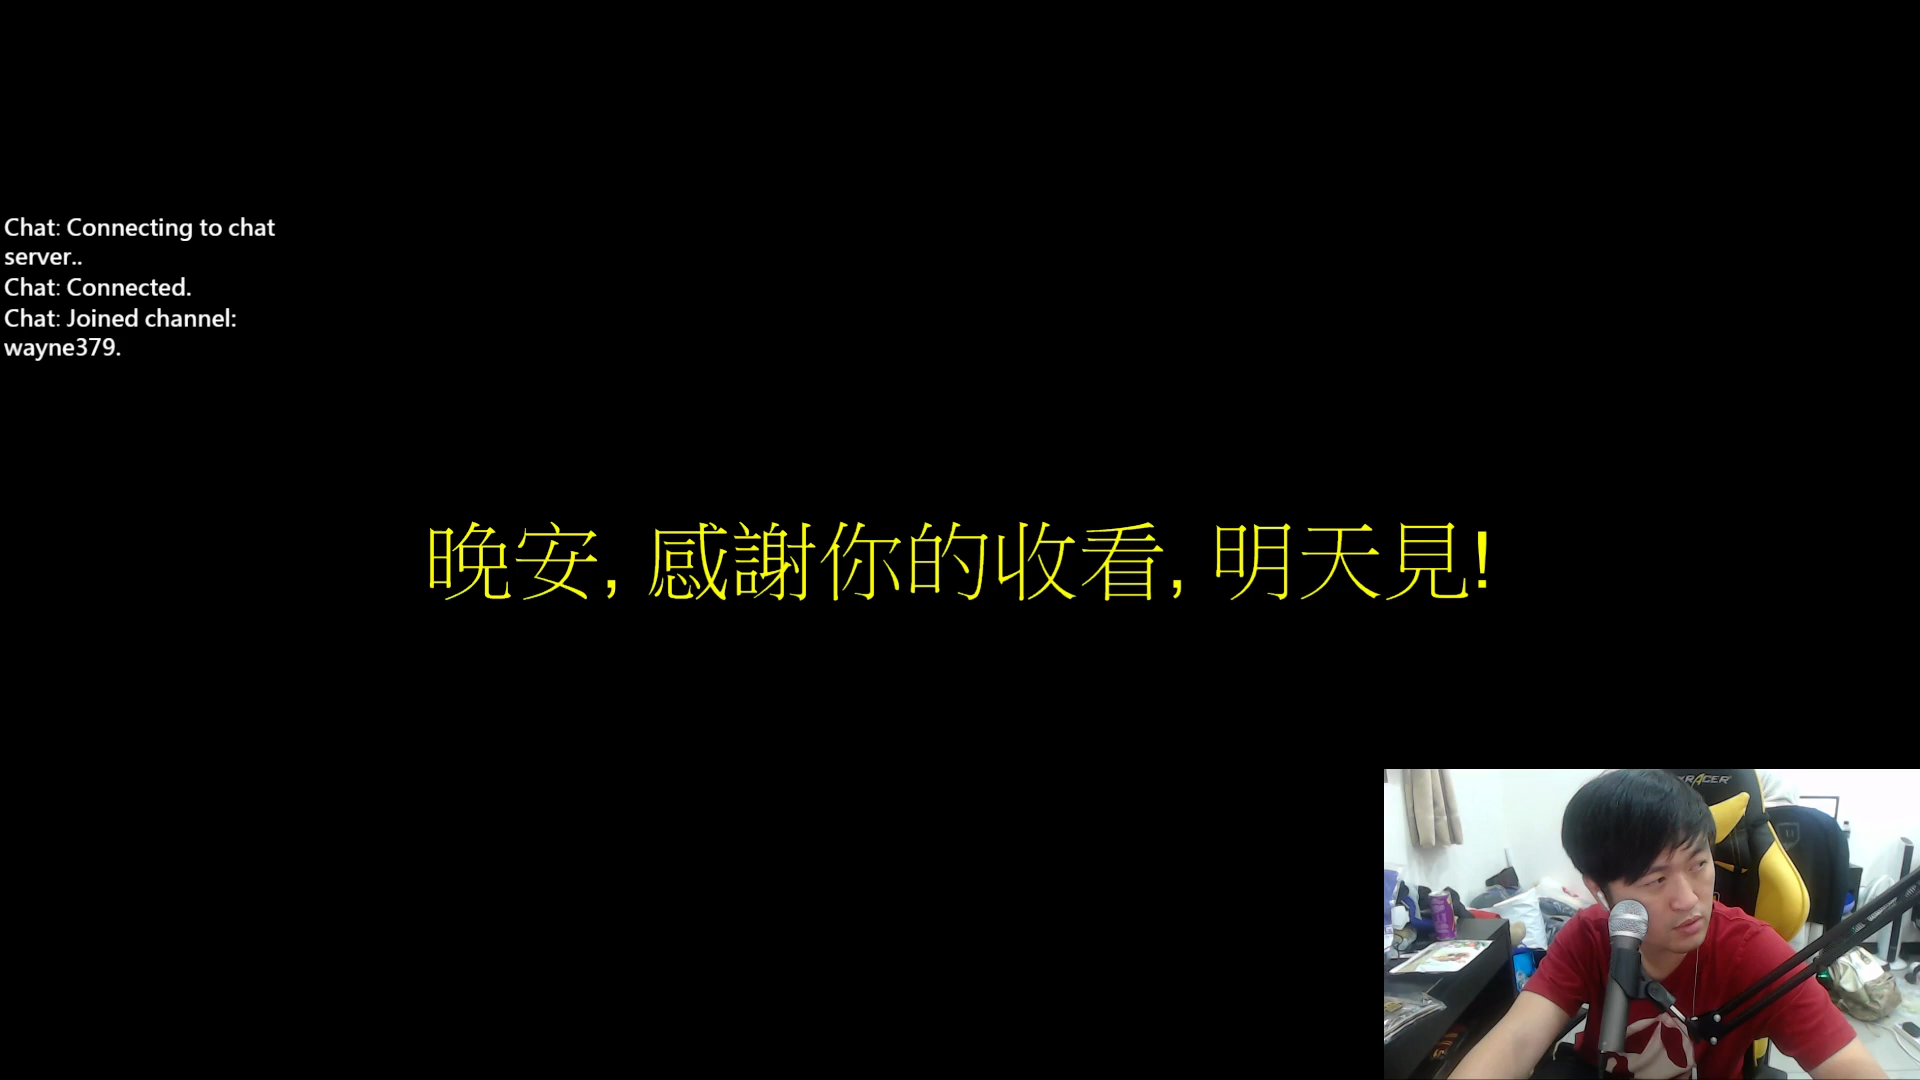 Chat: Connecting to chat
server..
Chat: Connected.
Chat: Joined channel:
wayne379.
晚安, 感謝你的收看, 明天見!
RACER